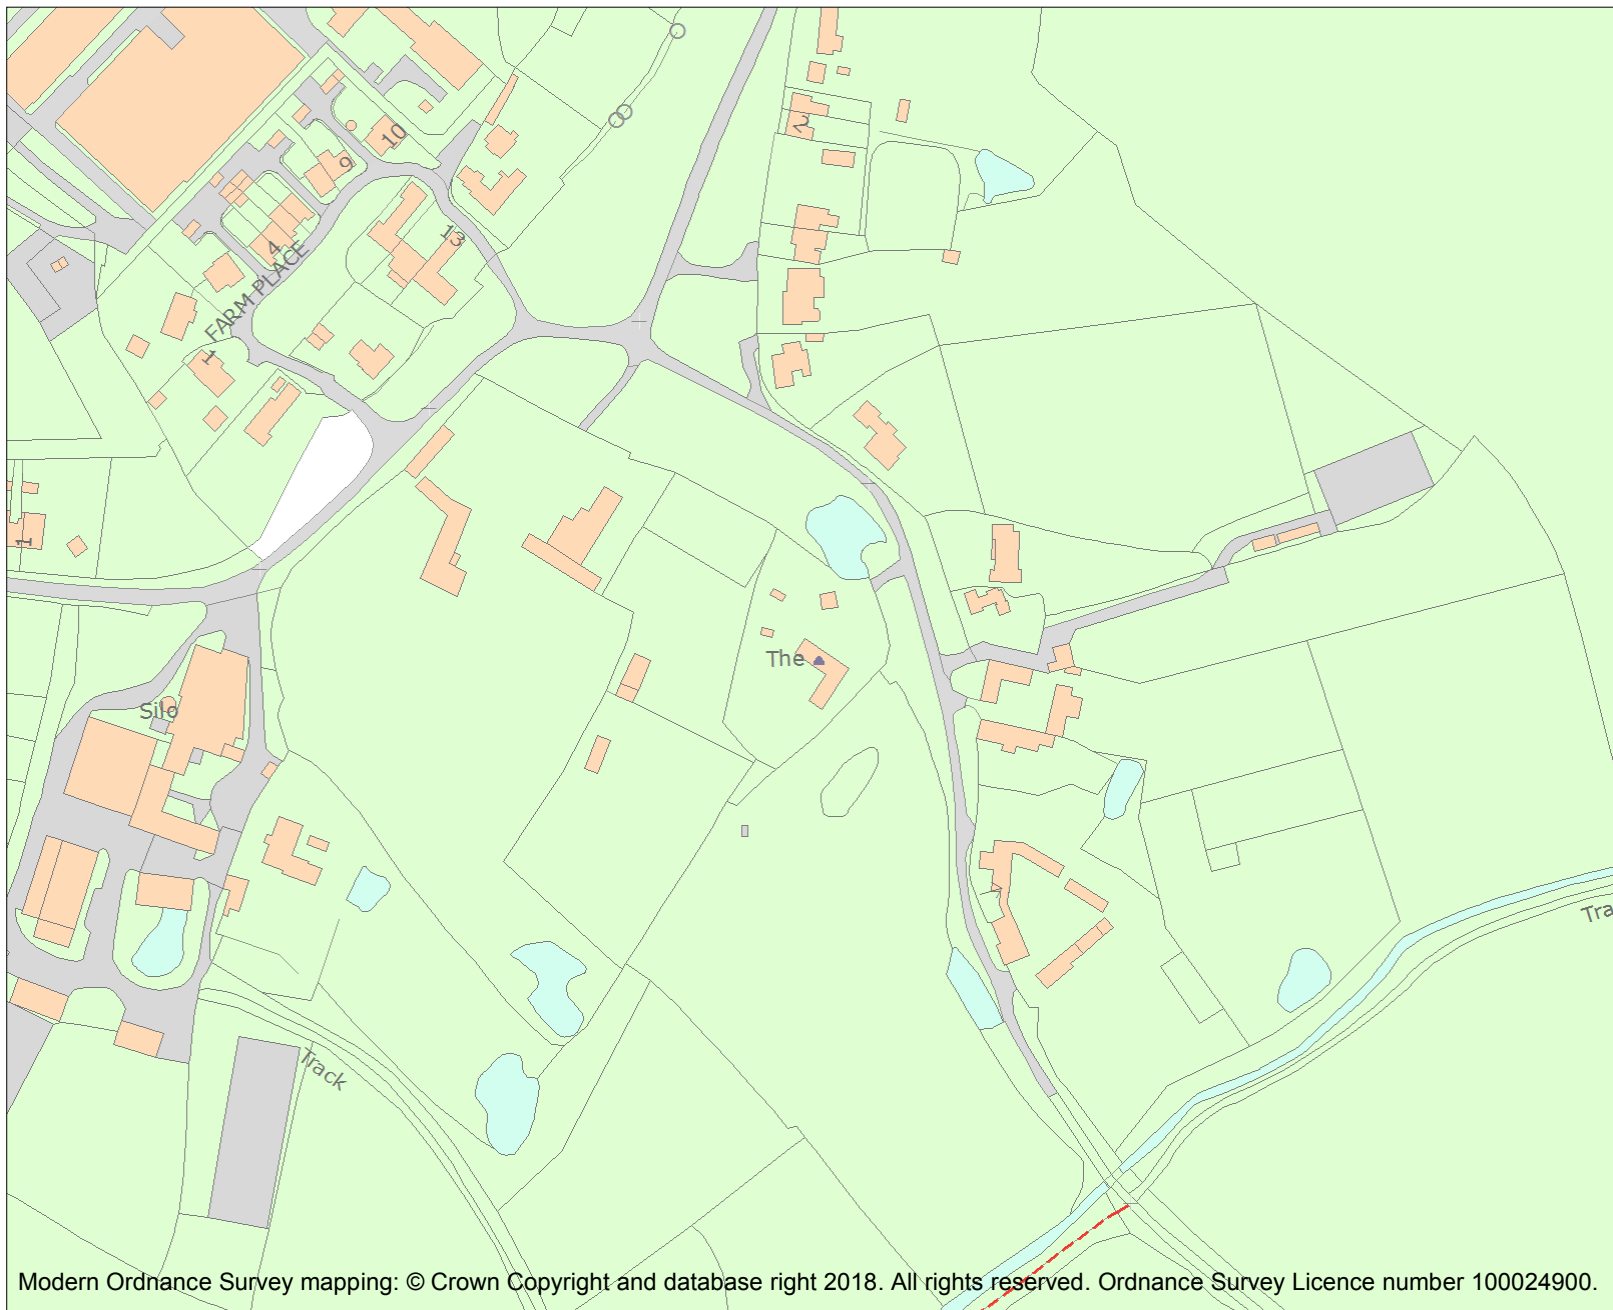 2
10
9
13
4
FARM PLACE
1
1
The
Silo
Tra
Track
Modern Ordnance Survey mapping: © Crown Copyright and database right 2018. All rights reserved. Ordnance Survey Licence number 100024900.